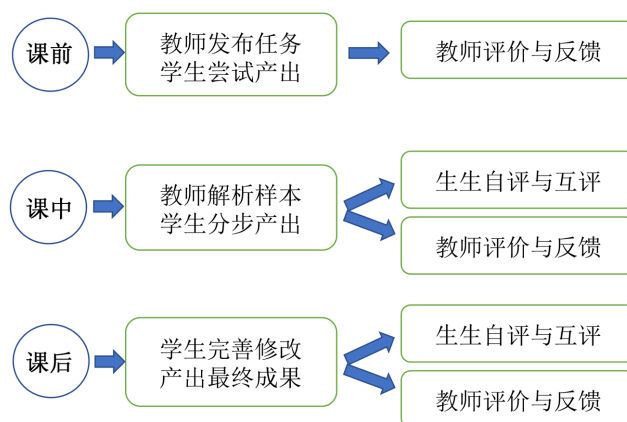 课前
教师发布任务
学生尝试产出
教师评价与反馈
课中
教师解析样本
学生分步产出
生生自评与互评
教师评价与反馈
课后
学生完善修改
产出最终成果
生生自评与互评
教师评价与反馈